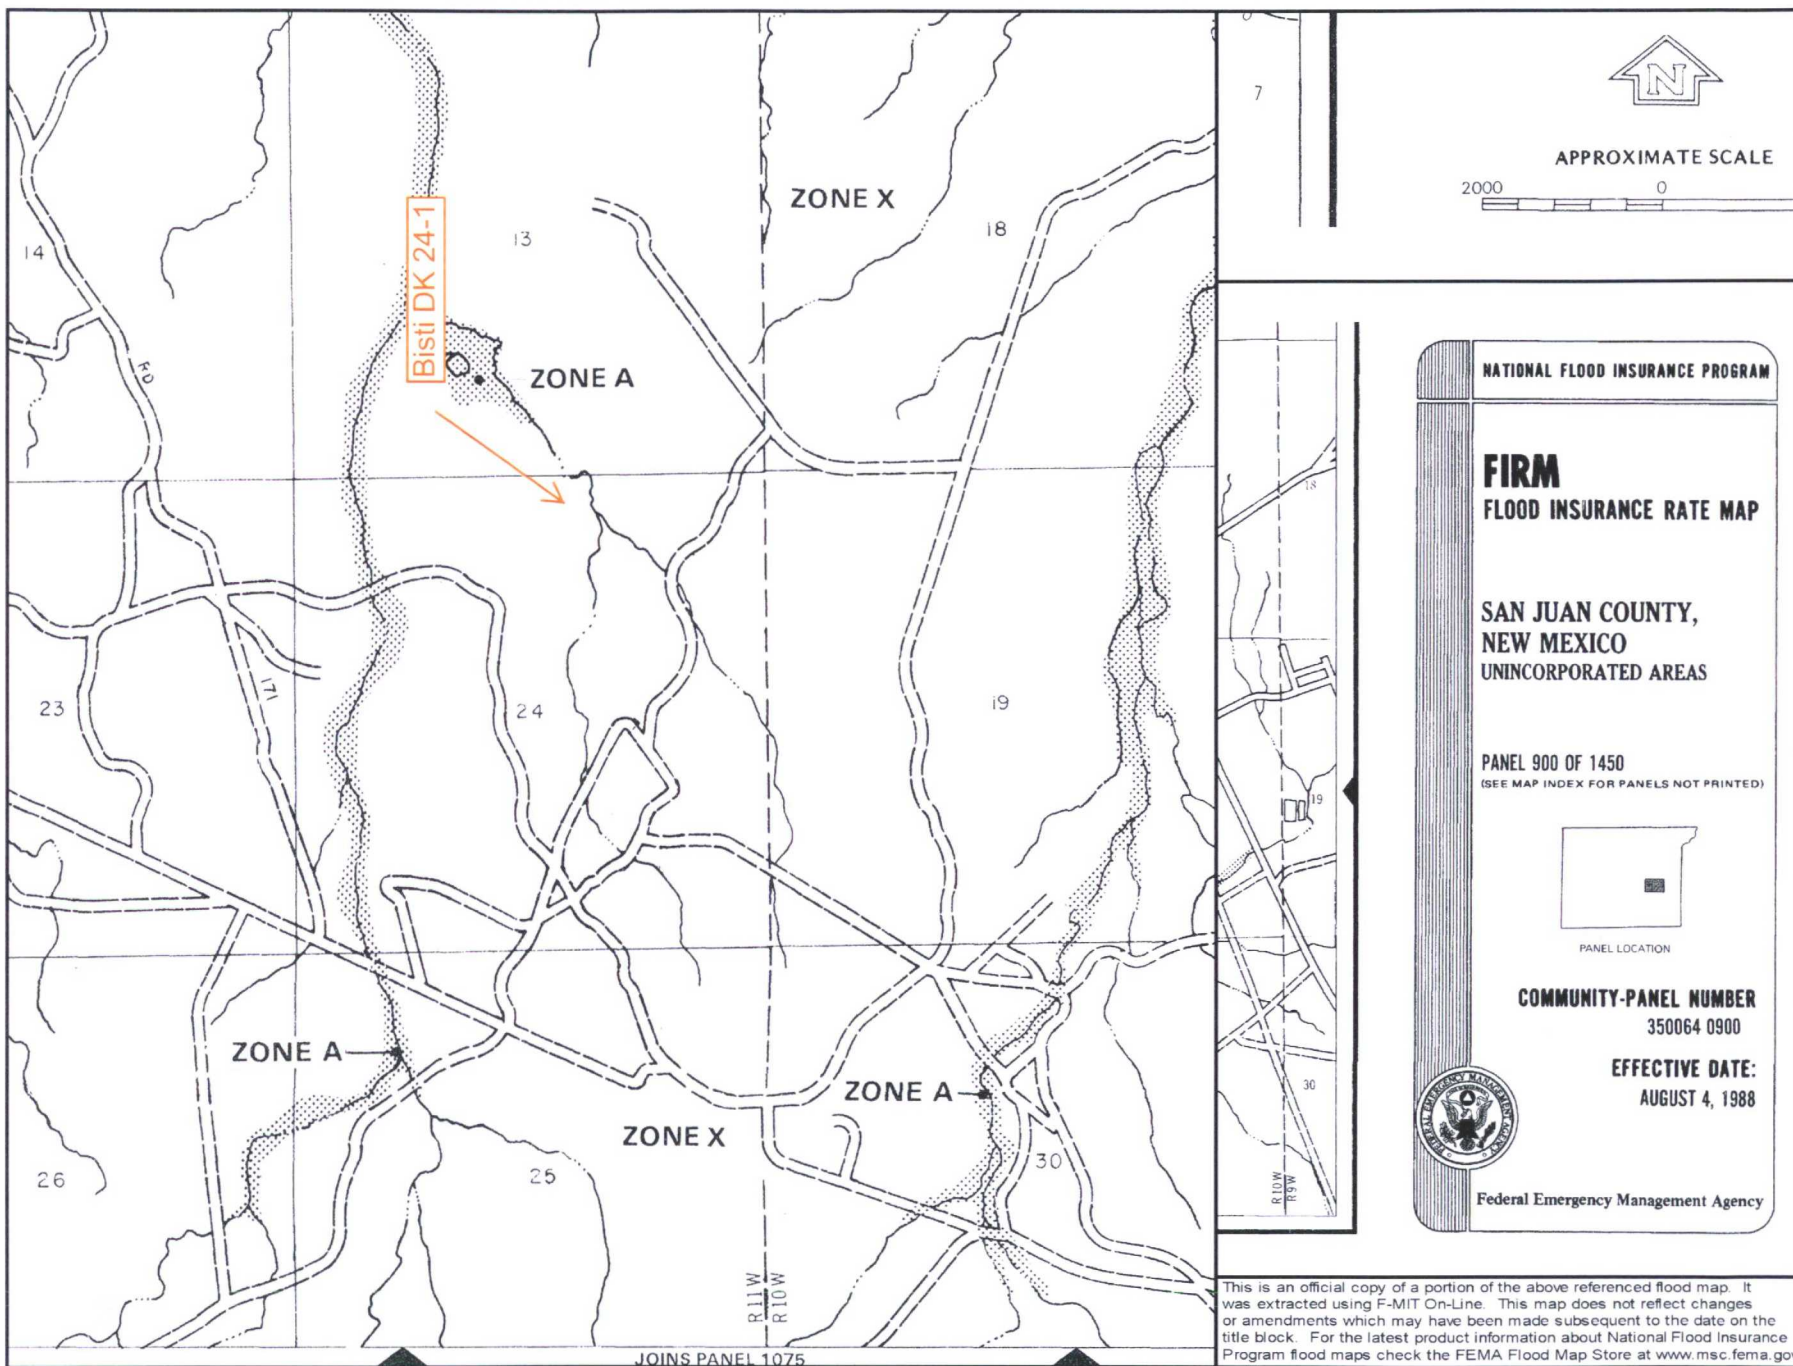 ZONE X
14
13
18
Bisti DK 24-1
ZONE A
RD
171
23
24
19
ZONE A
ZONE A
ZONE X
26
25
30
R11W
R10W
JOINS PANEL 1075
7
18
19
30
R10W
R9W
N
APPROXIMATE SCALE
2000 0
NATIONAL FLOOD INSURANCE PROGRAM
FIRM
FLOOD INSURANCE RATE MAP
SAN JUAN COUNTY,
NEW MEXICO
UNINCORPORATED AREAS
PANEL 900 OF 1450
(SEE MAP INDEX FOR PANELS NOT PRINTED)
PANEL LOCATION
COMMUNITY-PANEL NUMBER
350064 0900
EFFECTIVE DATE:
AUGUST 4, 1988
FEDERAL EMERGENCY MANAGEMENT AGENCY
Federal Emergency Management Agency
This is an official copy of a portion of the above referenced flood map. It
was extracted using F-MIT On-Line. This map does not reflect changes
or amendments which may have been made subsequent to the date on the
title block. For the latest product information about National Flood Insurance
Program flood maps check the FEMA Flood Map Store at www.msc.fema.gov